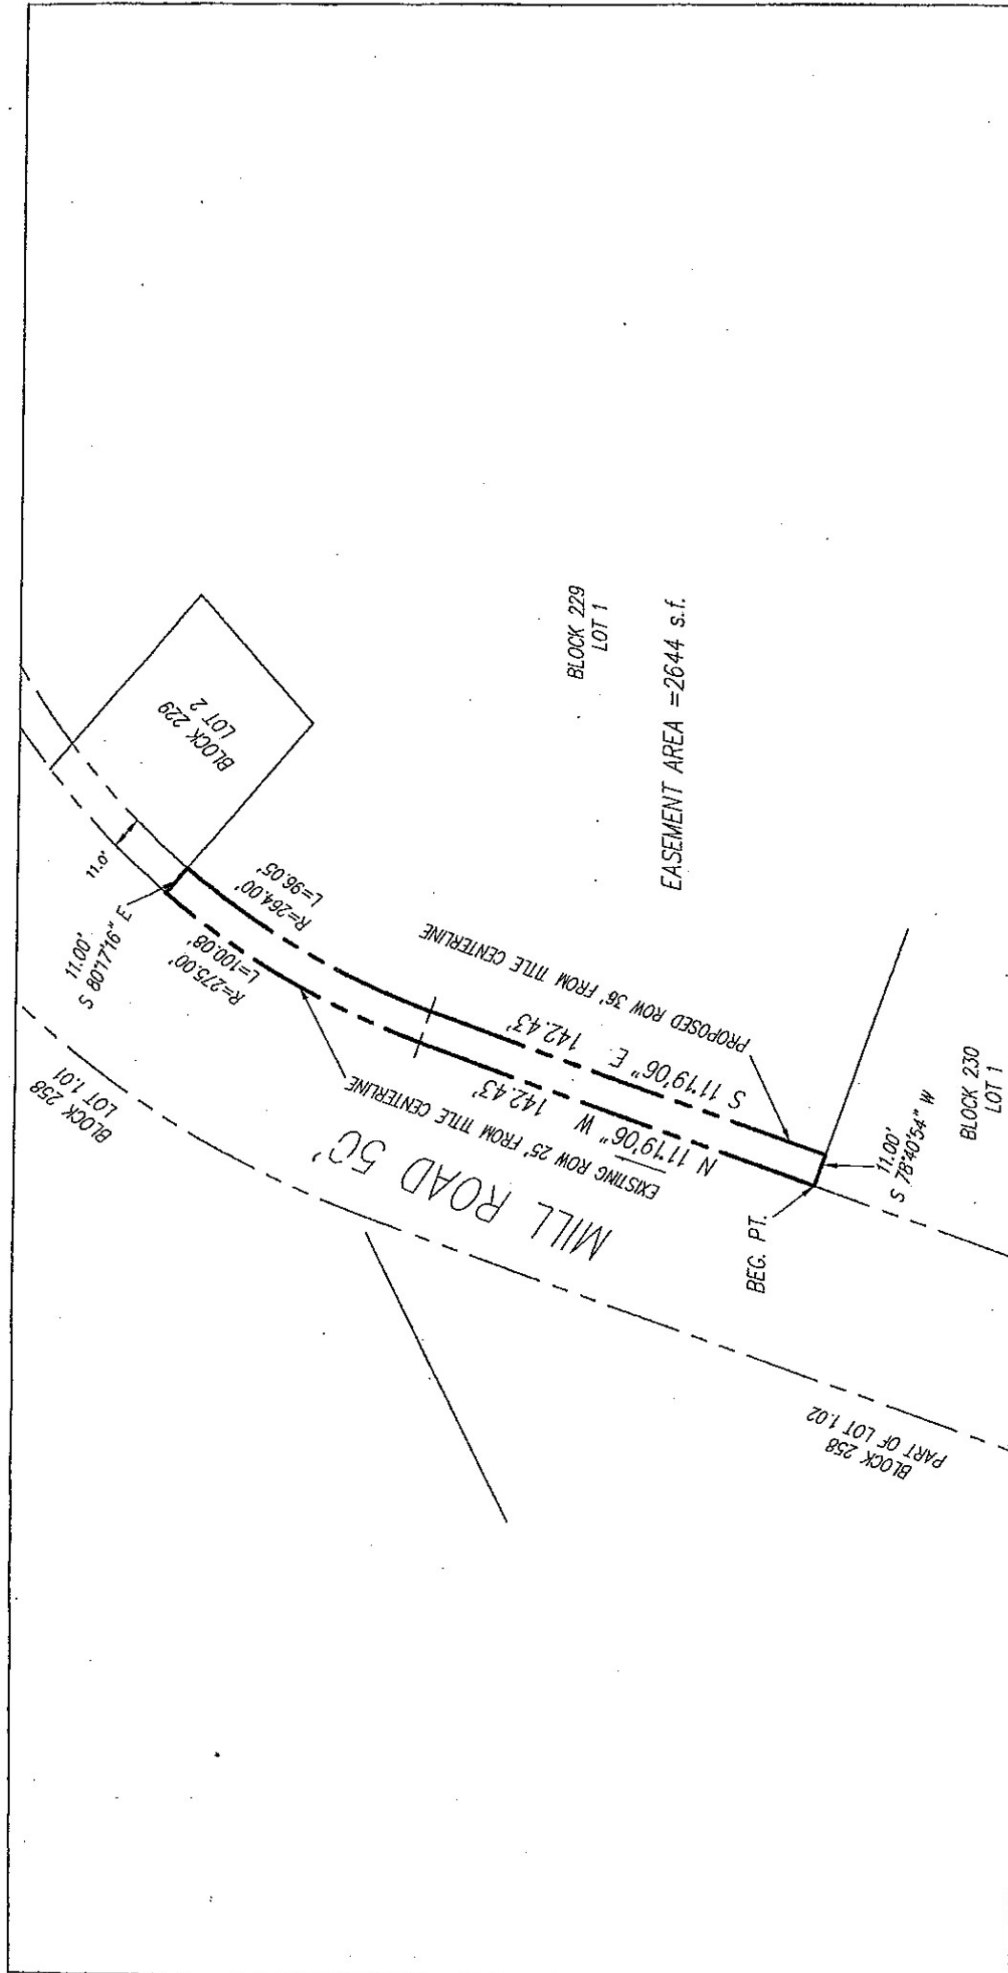 BLOCK 229
LOT 2
11.0'
11.00'
S 80°17'16" E
R=264.00'
L=96.05'
R=275.00'
L=100.08'
BLOCK 229
LOT 1
EASEMENT AREA =2644 s.f.
BLOCK 258
LOT 1.01
PROPOSED ROW 36' FROM TITLE CENTERLINE
S 11°19'06" E 142.43'
N 11°19'06" W 142.43'
EXISTING ROW 25' FROM TITLE CENTERLINE
MILL ROAD 50'
BEG. PT.
11.00'
S 78°40'54" W
BLOCK 230
LOT 1
BLOCK 258
PART OF LOT 1.02